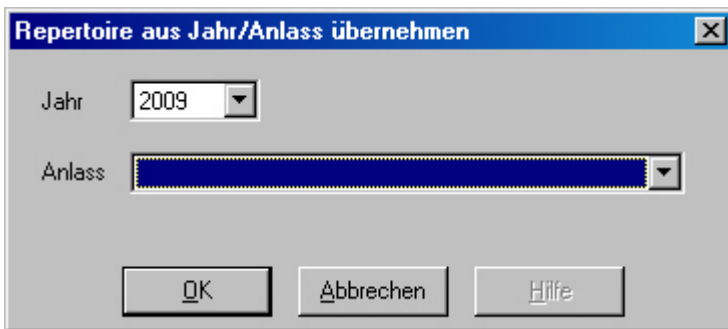 Repertoire aus Jahr/Anlass übernehmen
Jahr 2009
Anlass
OK Abbrechen Hilfe